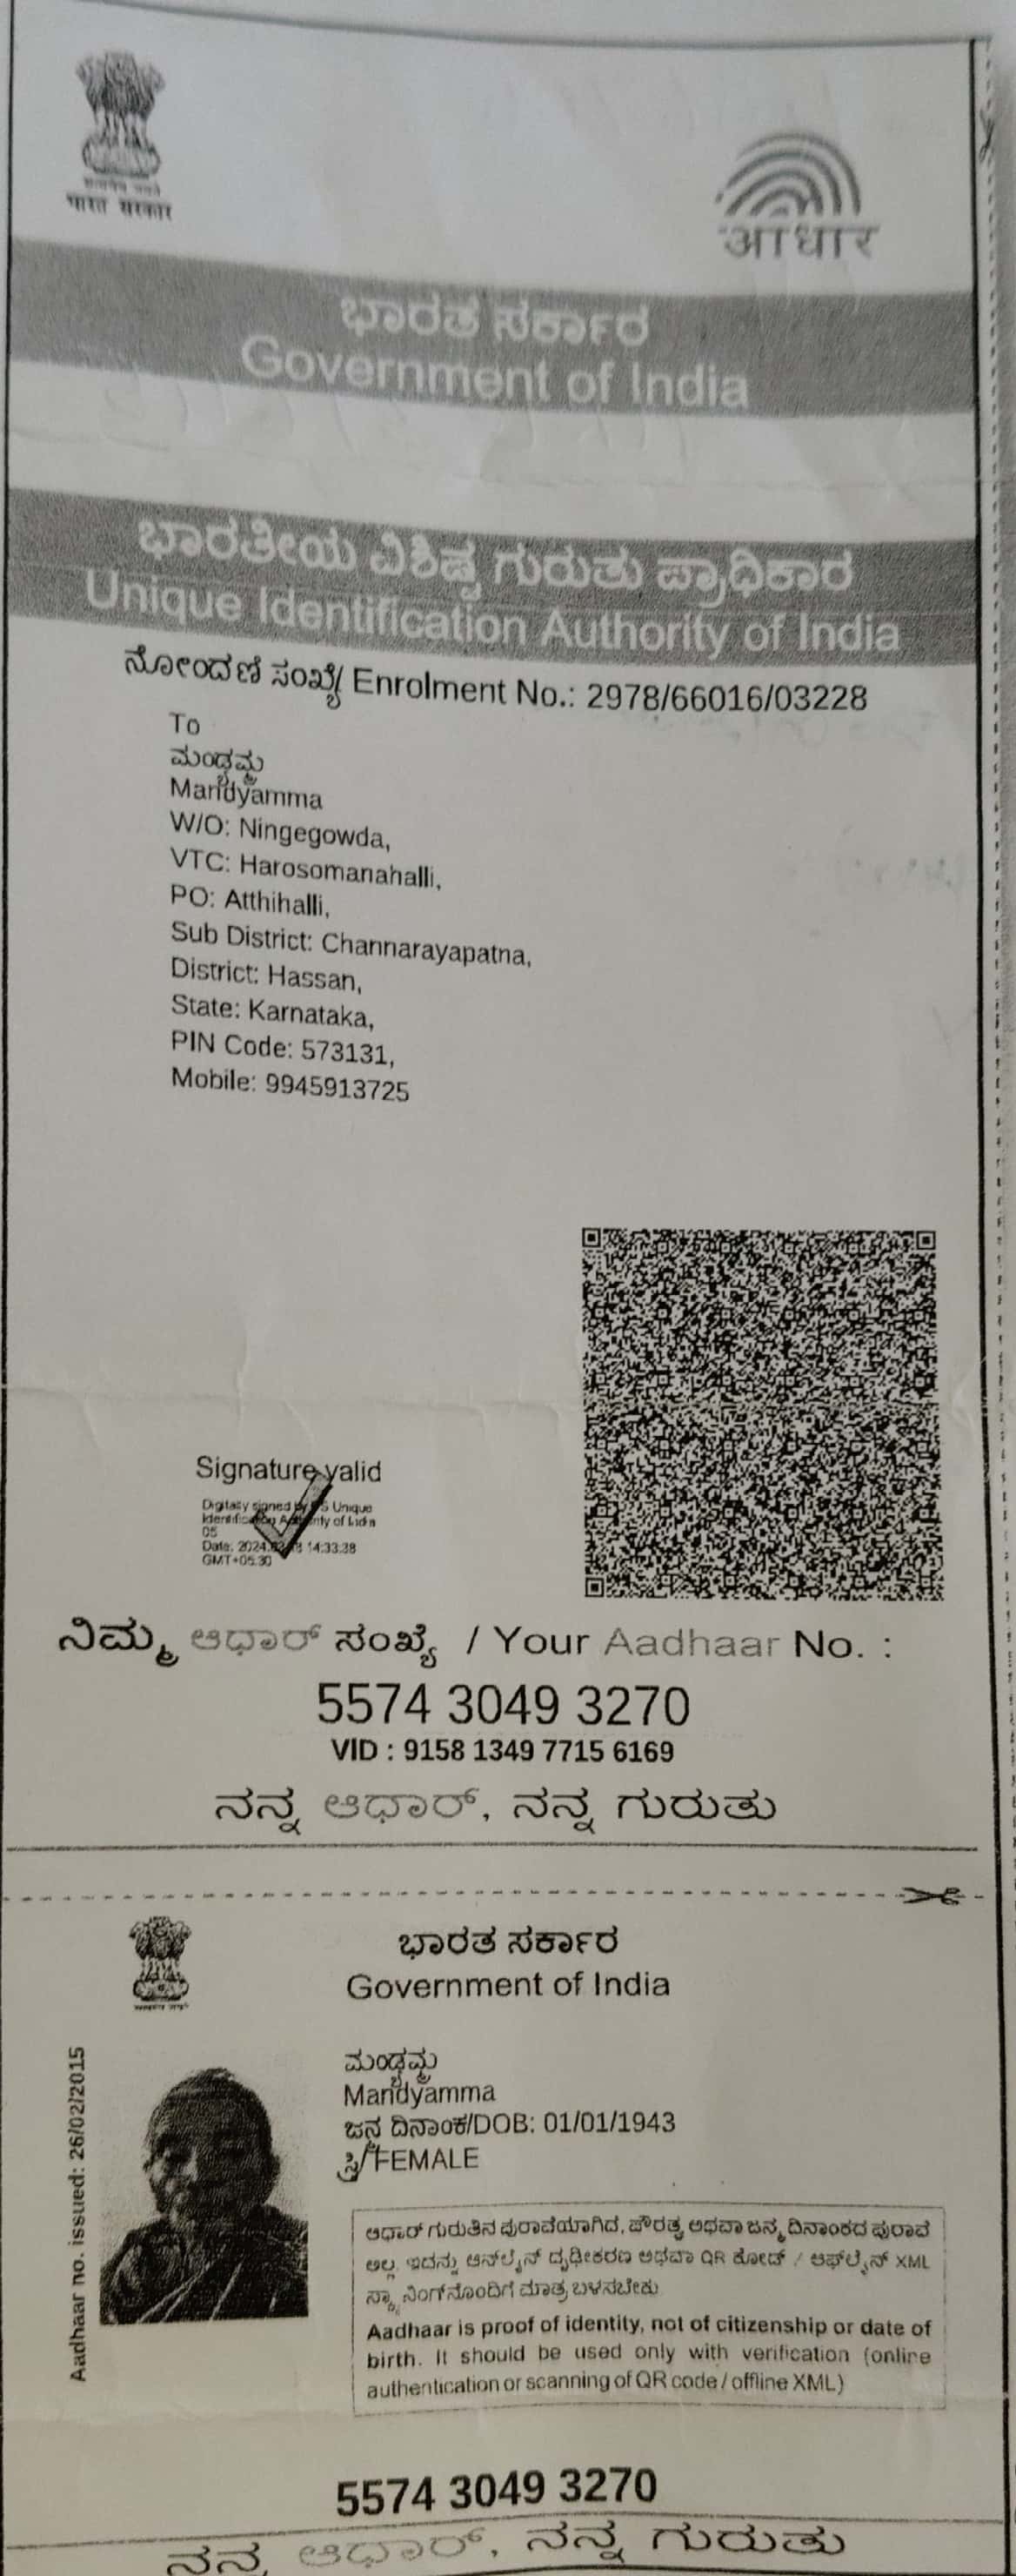 भारत सरकार
आधार
ಭಾರತ ಸರ್ಕಾರ
Government of India
ಭಾರತೀಯ ವಿಶಿಷ್ಟ ಗುರುತು ಪ್ರಾಧಿಕಾರ
Unique Identification Authority of India
ನೋಂದಣಿ ಸಂಖ್ಯೆ/ Enrolment No.: 2978/66016/03228
To
ಮಂಡ್ಯಮ್ಮ
Mandyamma
W/O: Ningegowda,
VTC: Harosomanahalli,
PO: Atthihalli,
Sub District: Channarayapatna,
District: Hassan,
State: Karnataka,
PIN Code: 573131,
Mobile: 9945913725
Signature valid
Digitally signed by DS Unique
Identification Authority of India
05
Date: 2024 14:33:38
GMT+05:30
ನಿಮ್ಮ ಆಧಾರ್ ಸಂಖ್ಯೆ / Your Aadhaar No. :
5574 3049 3270
VID : 9158 1349 7715 6169
ನನ್ನ ಆಧಾರ್, ನನ್ನ ಗುರುತು
ಭಾರತ ಸರ್ಕಾರ
Government of India
Aadhaar no. issued: 26/02/2015
ಮಂಡ್ಯಮ್ಮ
Mandyamma
ಜನ್ಮ ದಿನಾಂಕ/DOB: 01/01/1943
ಸ್ತ್ರೀ/FEMALE
ಆಧಾರ್ ಗುರುತಿನ ಪುರಾವೆಯಾಗಿದೆ, ಪೌರತ್ವ ಅಥವಾ ಜನ್ಮ ದಿನಾಂಕದ ಪುರಾವೆ
ಅಲ್ಲ. ಇದನ್ನು ಆನ್‌ಲೈನ್ ದೃಢೀಕರಣ ಅಥವಾ QR ಕೋಡ್ / ಆಫ್‌ಲೈನ್ XML
ಸ್ಕ್ಯಾನಿಂಗ್‌ನೊಂದಿಗೆ ಮಾತ್ರ ಬಳಸಬೇಕು
Aadhaar is proof of identity, not of citizenship or date of
birth. It should be used only with verification (online
authentication or scanning of QR code / offline XML)
5574 3049 3270
ನನ್ನ ಆಧಾರ್, ನನ್ನ ಗುರುತು